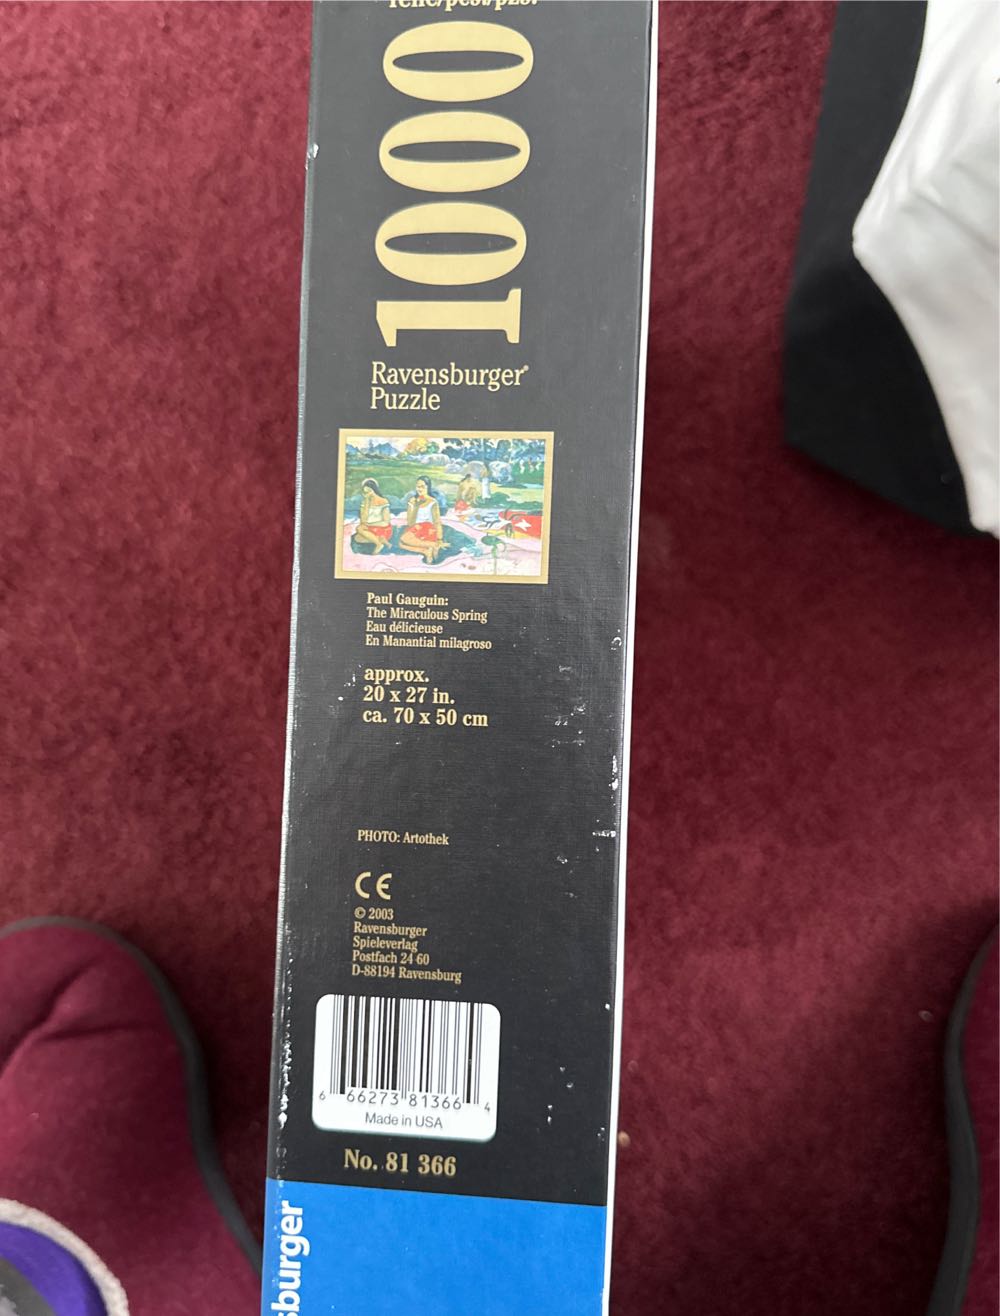 1000
Ravensburger®
Puzzle
Paul Gauguin:
The Miraculous Spring
Eau délicieuse
En Manantial milagroso
approx.
20 x 27 in.
ca. 70 x 50 cm
PHOTO: Artothek
CE
© 2003
Ravensburger
Spieleverlag
Postfach 24 60
D-88194 Ravensburg
6 66273 81366 4
Made in USA
No. 81 366
sburger